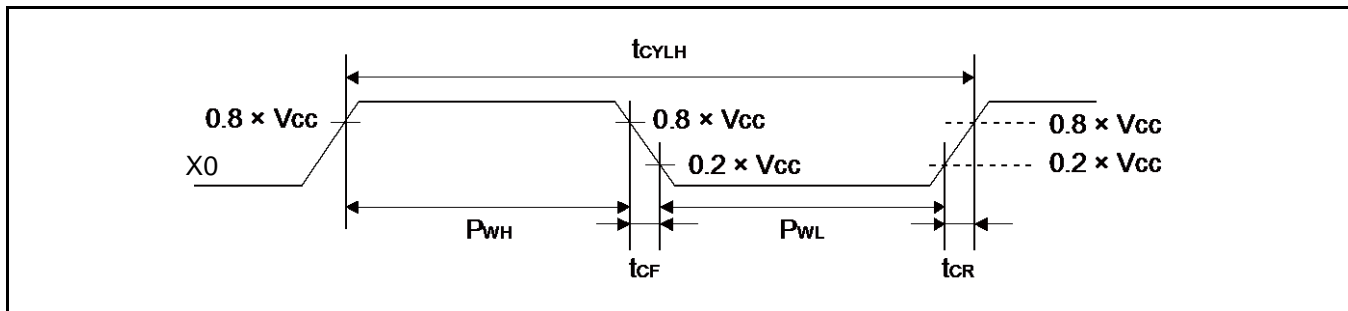 tCYLH
0.8 × VCC
0.8 × VCC
0.8 × VCC
X0
0.2 × VCC
0.2 × VCC
PWH
PWL
tCF
tCR